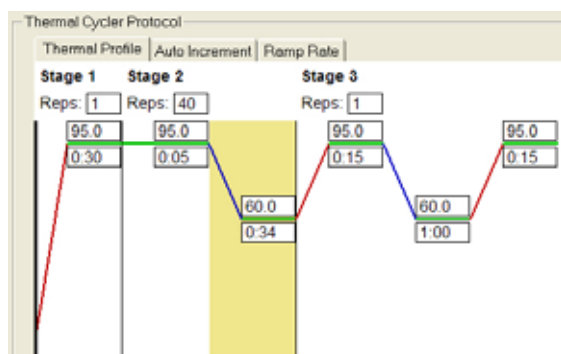 Thermal Cycler Protocol
Thermal Profile Auto Increment Ramp Rate
Stage 1 Stage 2 Stage 3
Reps: 1 Reps: 40 Reps: 1
95.0 95.0 95.0 95.0
0:30 0:05 0:15 0:15
60.0 60.0
0:34 1:00